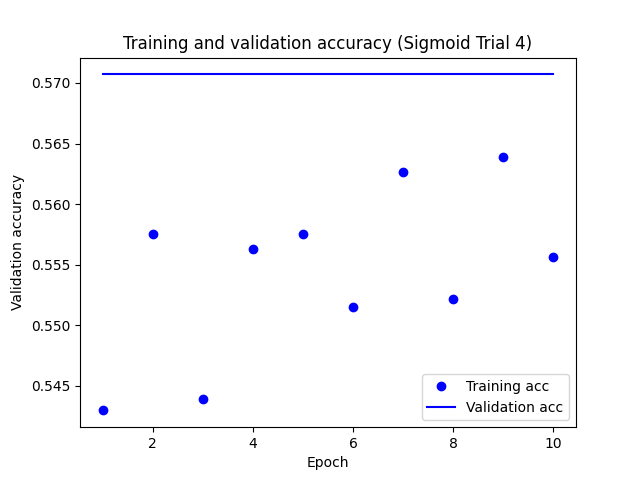 Training and validation accuracy (Sigmoid Trial 4)
Validation accuracy
0.570
0.565
0.560
0.555
0.550
0.545
2
4
6
8
10
Epoch
Training acc
Validation acc